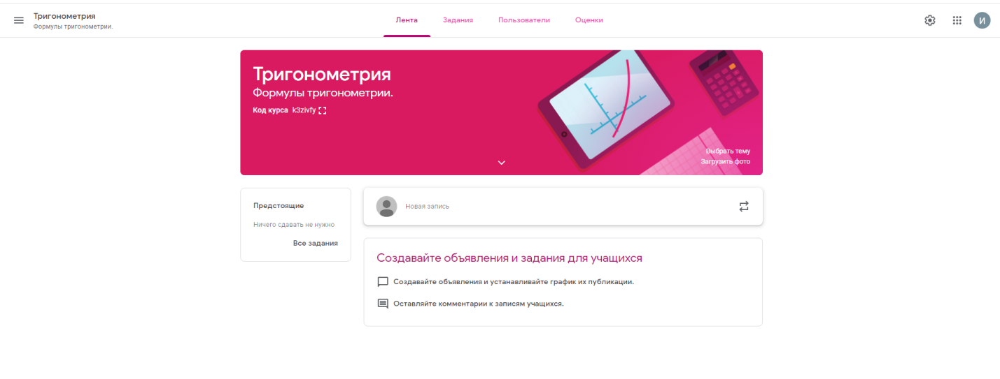 Тригонометрия
Формулы тригонометрии.
Лента Задания Пользователи Оценки
И
Тригонометрия
Формулы тригонометрии.
Код курса k3zivfy
Выбрать тему
Загрузить фото
Предстоящие
Ничего сдавать не нужно
Все задания
Новая запись
Создавайте объявления и задания для учащихся
Создавайте объявления и устанавливайте график их публикации.
Оставляйте комментарии к записям учащихся.